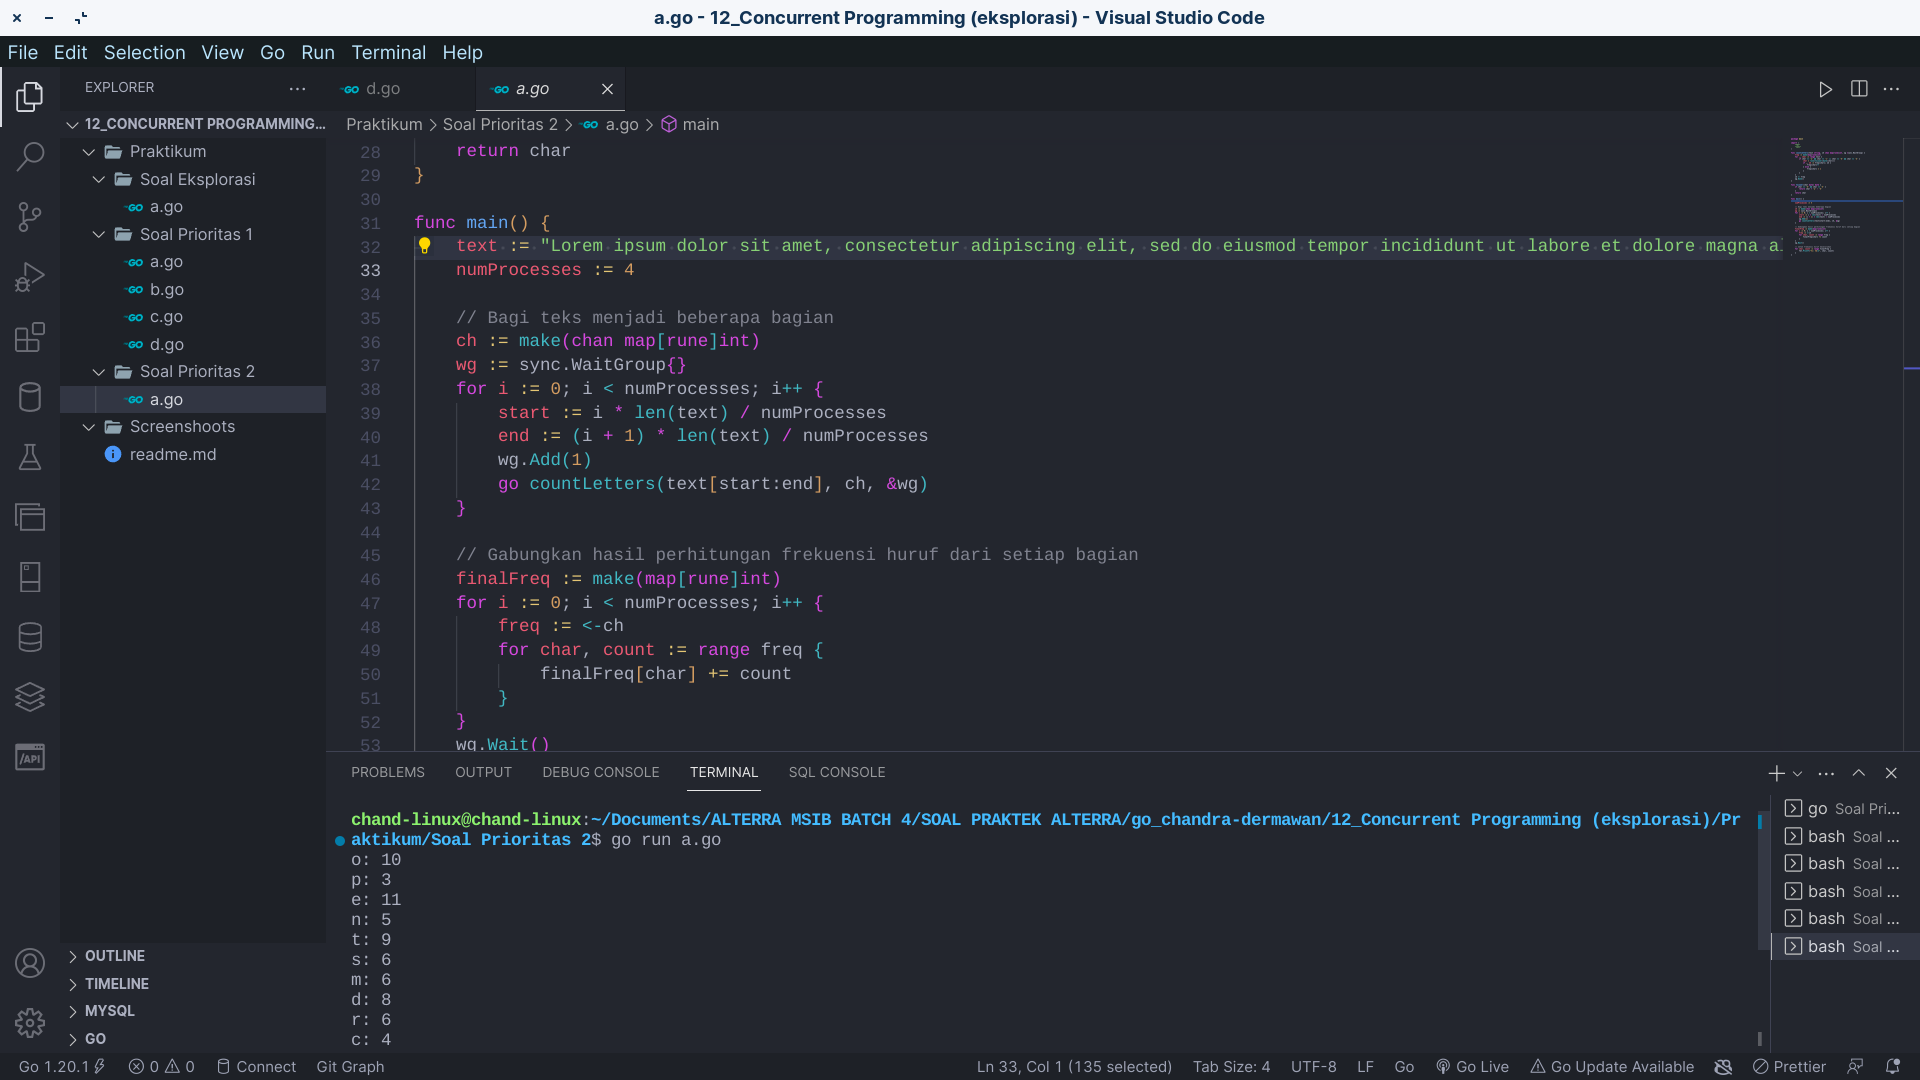 a.go - 12_Concurrent Programming (eksplorasi) - Visual Studio Code
File Edit Selection View Go Run Terminal Help
EXPLORER
d.go
a.go
12_CONCURRENT PROGRAMMING...
Praktikum
Soal Eksplorasi
a.go
Soal Prioritas 1
a.go
b.go
c.go
d.go
Soal Prioritas 2
a.go
Screenshoots
readme.md
OUTLINE
TIMELINE
MYSQL
GO
Praktikum > Soal Prioritas 2 > a.go > main
28 return char
29 }
30
31 func main() {
32 text := "Lorem ipsum dolor sit amet, consectetur adipiscing elit, sed do eiusmod tempor incididunt ut labore et dolore magna a
33 numProcesses := 4
34
35 // Bagi teks menjadi beberapa bagian
36 ch := make(chan map[rune]int)
37 wg := sync.WaitGroup{}
38 for i := 0; i < numProcesses; i++ {
39 start := i * len(text) / numProcesses
40 end := (i + 1) * len(text) / numProcesses
41 wg.Add(1)
42 go countLetters(text[start:end], ch, &wg)
43 }
44
45 // Gabungkan hasil perhitungan frekuensi huruf dari setiap bagian
46 finalFreq := make(map[rune]int)
47 for i := 0; i < numProcesses; i++ {
48 freq := <-ch
49 for char, count := range freq {
50 finalFreq[char] += count
51 }
52 }
53 wg.Wait()
PROBLEMS OUTPUT DEBUG CONSOLE TERMINAL SQL CONSOLE
chand-linux@chand-linux:~/Documents/ALTERRA MSIB BATCH 4/SOAL PRAKTEK ALTERRA/go_chandra-dermawan/12_Concurrent Programming (eksplorasi)/Pr
aktikum/Soal Prioritas 2$ go run a.go
o: 10
p: 3
e: 11
n: 5
t: 9
s: 6
m: 6
d: 8
r: 6
c: 4
go Soal Pri...
bash Soal ...
bash Soal ...
bash Soal ...
bash Soal ...
bash Soal ...
Go 1.20.1 0 0 Connect Git Graph Ln 33, Col 1 (135 selected) Tab Size: 4 UTF-8 LF Go Go Live Go Update Available Prettier